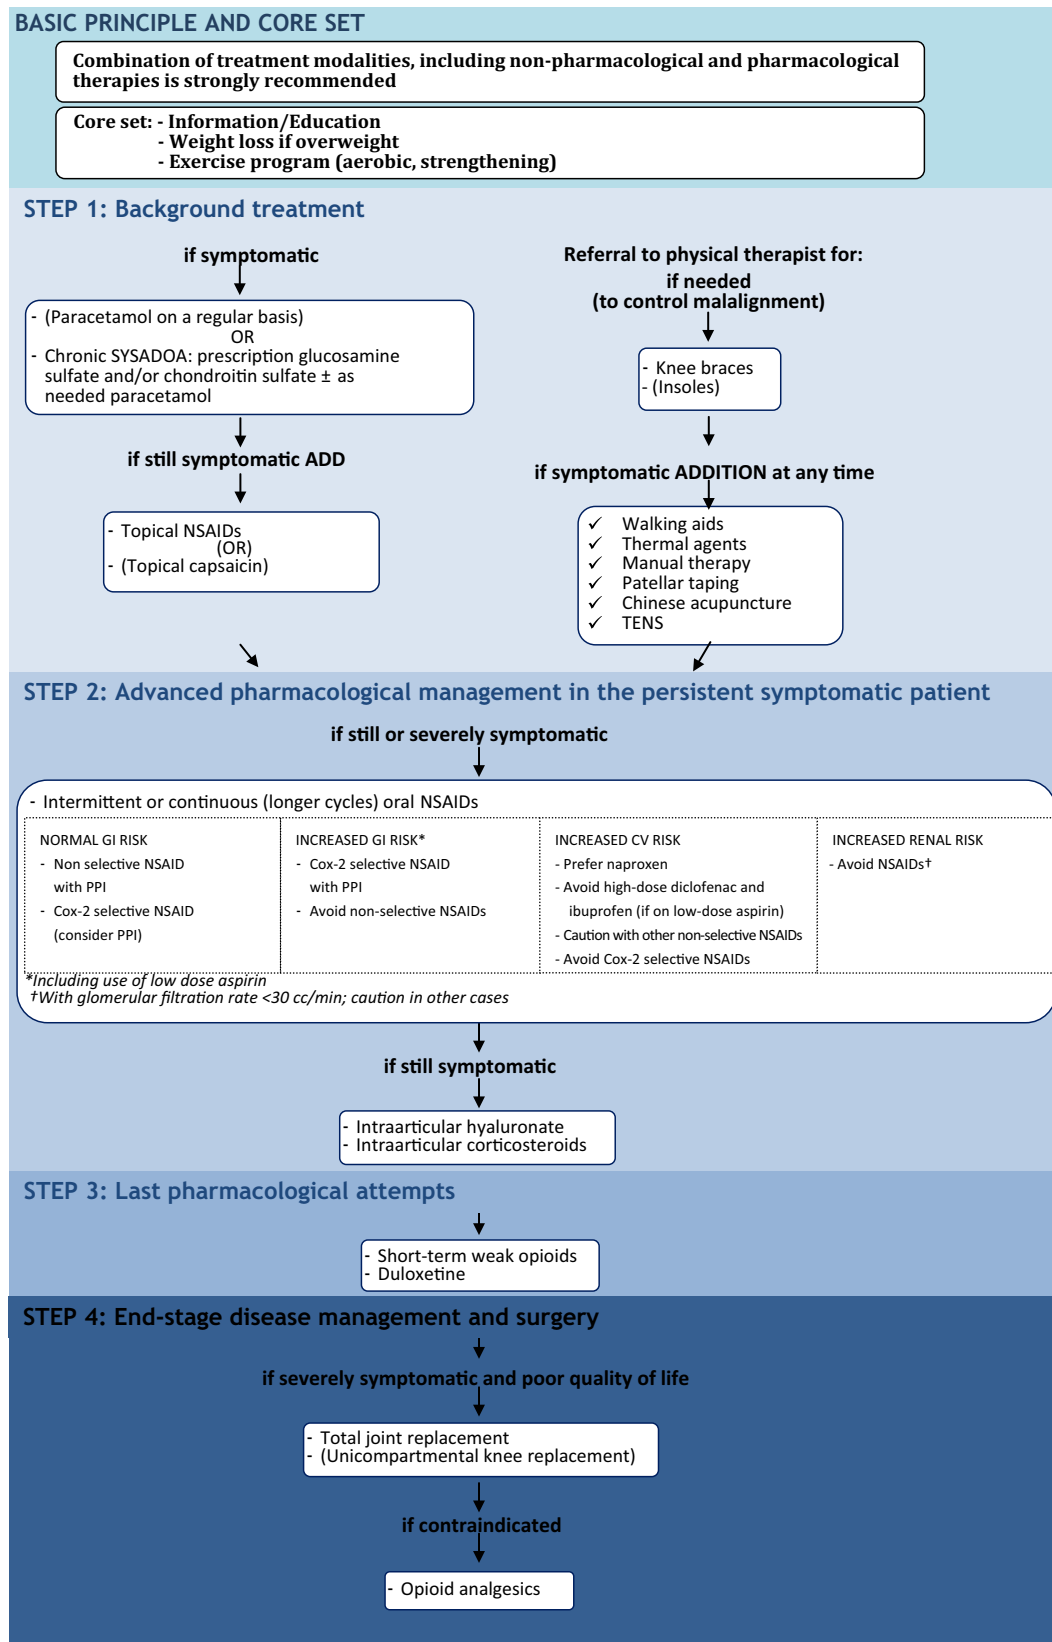 BASIC PRINCIPLE AND CORE SET
Combination of treatment modalities, including non-pharmacological and pharmacological
therapies is strongly recommended
Core set: - Information/Education
- Weight loss if overweight
- Exercise program (aerobic, strengthening)
STEP 1: Background treatment
if symptomatic
- (Paracetamol on a regular basis)
OR
- Chronic SYSADOA: prescription glucosamine
sulfate and/or chondroitin sulfate ± as
needed paracetamol
if still symptomatic ADD
- Topical NSAIDs
(OR)
- (Topical capsaicin)
Referral to physical therapist for:
if needed
(to control malalignment)
- Knee braces
- (Insoles)
if symptomatic ADDITION at any time
✓ Walking aids
✓ Thermal agents
✓ Manual therapy
✓ Patellar taping
✓ Chinese acupuncture
✓ TENS
STEP 2: Advanced pharmacological management in the persistent symptomatic patient
if still or severely symptomatic
- Intermittent or continuous (longer cycles) oral NSAIDs
NORMAL GI RISK
- Non selective NSAID
with PPI
- Cox-2 selective NSAID
(consider PPI)
INCREASED GI RISK*
- Cox-2 selective NSAID
with PPI
- Avoid non-selective NSAIDs
INCREASED CV RISK
- Prefer naproxen
- Avoid high-dose diclofenac and
ibuprofen (if on low-dose aspirin)
- Caution with other non-selective NSAIDs
- Avoid Cox-2 selective NSAIDs
INCREASED RENAL RISK
- Avoid NSAIDs†
*Including use of low dose aspirin
†With glomerular filtration rate <30 cc/min; caution in other cases
if still symptomatic
- Intraarticular hyaluronate
- Intraarticular corticosteroids
STEP 3: Last pharmacological attempts
- Short-term weak opioids
- Duloxetine
STEP 4: End-stage disease management and surgery
if severely symptomatic and poor quality of life
- Total joint replacement
- (Unicompartmental knee replacement)
if contraindicated
- Opioid analgesics